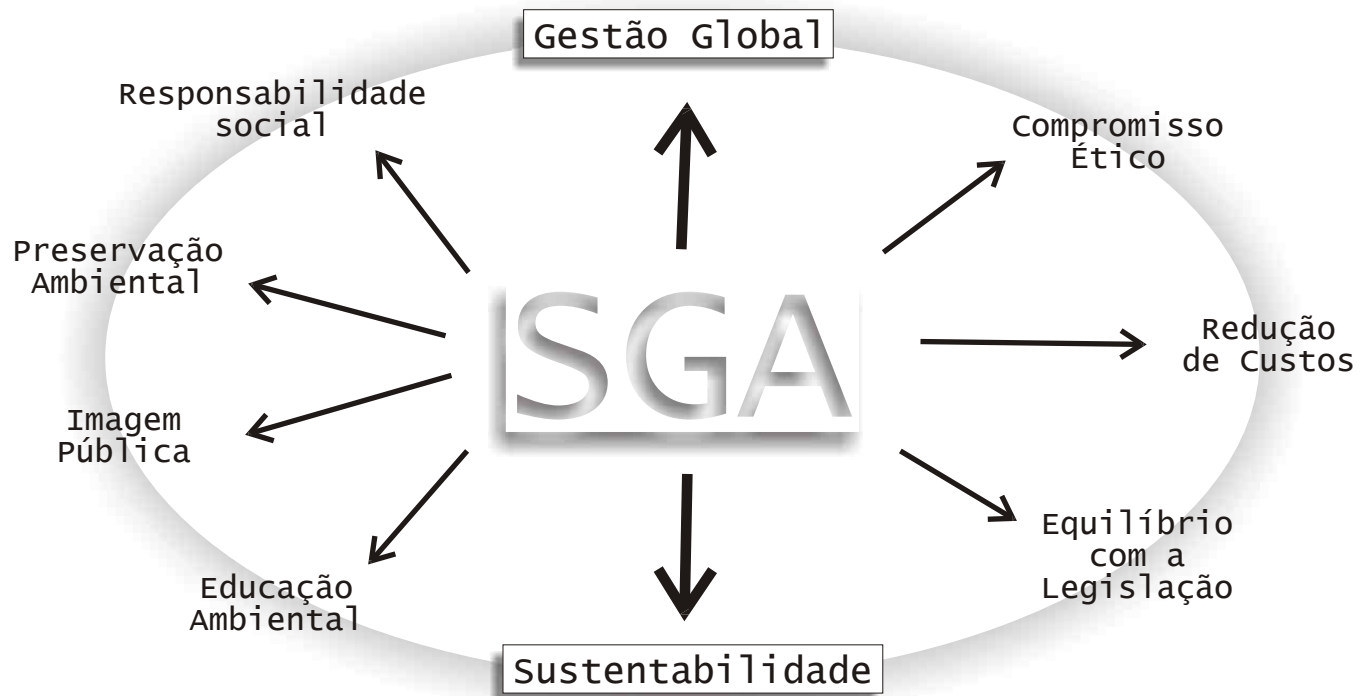 Gestão Global
Responsabilidade
social
Compromisso
Ético
Preservação
Ambiental
SGA
Redução
de Custos
Imagem
Pública
Equilíbrio
com a
Legislação
Educação
Ambiental
Sustentabilidade